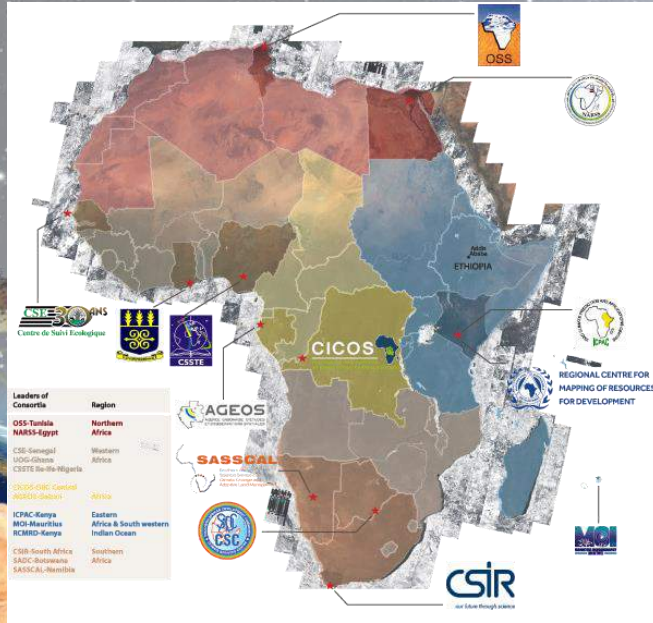 OSS
NARSS
Addis
Ababa
ETHIOPIA
CSE 30 ANS
Centre de Suivi Ecologique
CSSTE
CICOS
ICPAC
REGIONAL CENTRE FOR
MAPPING OF RESOURCES
FOR DEVELOPMENT
AGEOS
SASSCAL
SADC
CSC
MOI
CSIR
our future through science
Leaders of
Consortia
Region
OSS-Tunisia
NARSS-Egypt
Northern
Africa
CSE-Senegal
UOG-Ghana
CSSTE Ile-Ife-Nigeria
Western
Africa
CICOS-RDC Central
AGEOS-Gabon
Africa
ICPAC-Kenya
MOI-Mauritius
RCMRD-Kenya
Eastern
Africa & South western
Indian Ocean
CSIR-South Africa
SADC-Botswana
SASSCAL-Namibia
Southern
Africa